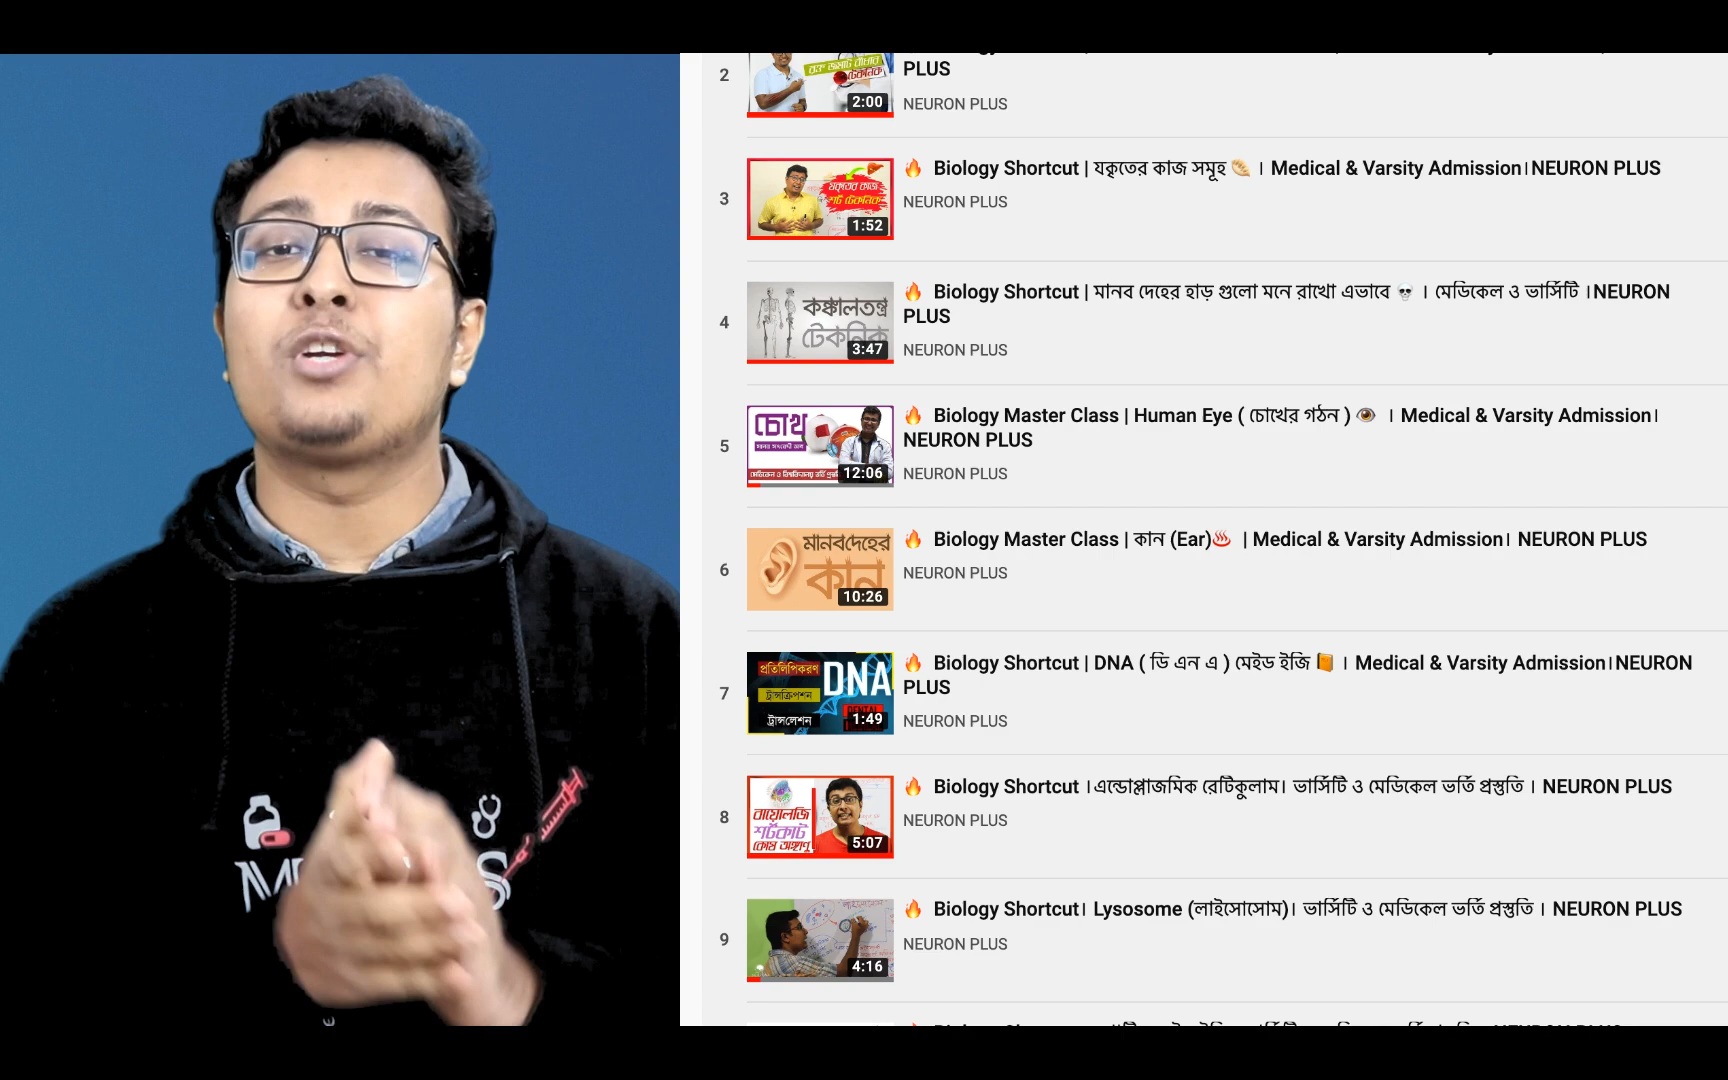 2
PLUS
2:00
NEURON PLUS
3
🔥 Biology Shortcut | যকৃতের কাজ সমূহ 🌯 । Medical & Varsity Admission।NEURON PLUS
NEURON PLUS
যকৃতের কাজ
শর্ট টেকনিক
1:52
4
🔥 Biology Shortcut | মানব দেহের হাড় গুলো মনে রাখো এভাবে 💀 । মেডিকেল ও ভার্সিটি ।NEURON
PLUS
NEURON PLUS
কঙ্কালতন্ত্র
টেকনিক
3:47
5
🔥 Biology Master Class | Human Eye ( চোখের গঠন ) 👁 । Medical & Varsity Admission।
NEURON PLUS
NEURON PLUS
চোখ
12:06
6
🔥 Biology Master Class | কান (Ear)♨️ | Medical & Varsity Admission। NEURON PLUS
NEURON PLUS
মানবদেহের
কান
10:26
7
🔥 Biology Shortcut | DNA ( ডি এন এ ) মেইড ইজি 📙 । Medical & Varsity Admission।NEURON
PLUS
NEURON PLUS
প্রতিলিপিকরণ
DNA
ট্রান্সক্রিপশন
ট্রান্সলেশন
1:49
8
🔥 Biology Shortcut ।এন্ডোপ্লাজমিক রেটিকুলাম। ভার্সিটি ও মেডিকেল ভর্তি প্রস্তুতি । NEURON PLUS
NEURON PLUS
বায়োলজি
শর্টকাট
কোষ অঙ্গাণু
5:07
9
🔥 Biology Shortcut। Lysosome (লাইসোসোম)। ভার্সিটি ও মেডিকেল ভর্তি প্রস্তুতি । NEURON PLUS
NEURON PLUS
4:16